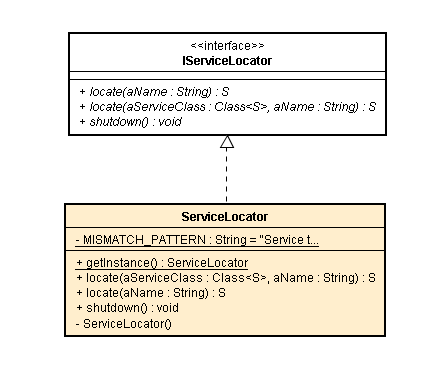 <<interface>>
IServiceLocator
+ locate(aName : String) : S
+ locate(aServiceClass : Class<S>, aName : String) : S
+ shutdown() : void
ServiceLocator
- MISMATCH_PATTERN : String = "Service t...
+ getInstance() : ServiceLocator
+ locate(aServiceClass : Class<S>, aName : String) : S
+ locate(aName : String) : S
+ shutdown() : void
- ServiceLocator()